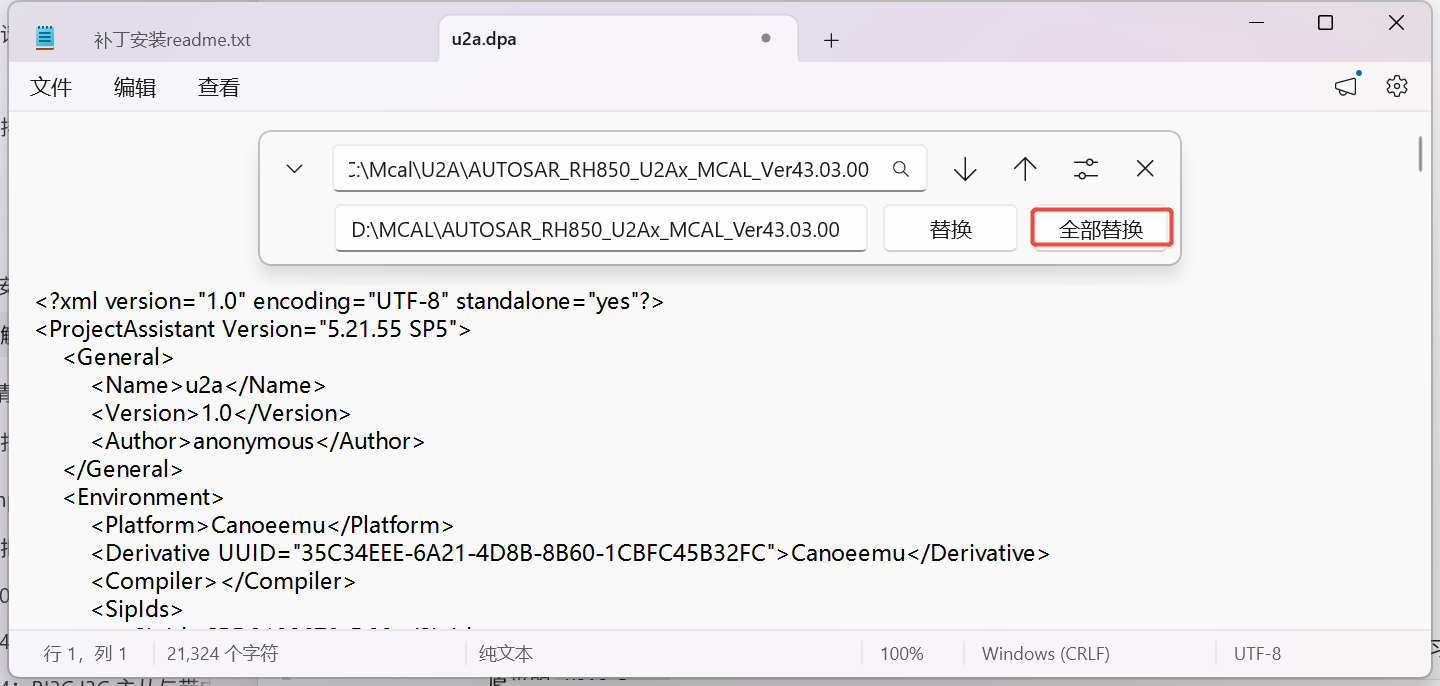 补丁安装readme.txt
u2a.dpa
文件 编辑 查看
C:\Mcal\U2A\AUTOSAR_RH850_U2Ax_MCAL_Ver43.03.00
D:\MCAL\AUTOSAR_RH850_U2Ax_MCAL_Ver43.03.00 替换 全部替换
<?xml version="1.0" encoding="UTF-8" standalone="yes"?>
<ProjectAssistant Version="5.21.55 SP5">
<General>
<Name>u2a</Name>
<Version>1.0</Version>
<Author>anonymous</Author>
</General>
<Environment>
<Platform>Canoeemu</Platform>
<Derivative UUID="35C34EEE-6A21-4D8B-8B60-1CBFC45B32FC">Canoeemu</Derivative>
<Compiler></Compiler>
<SipIds>
行 1，列 1 21,324 个字符 纯文本 100% Windows (CRLF) UTF-8